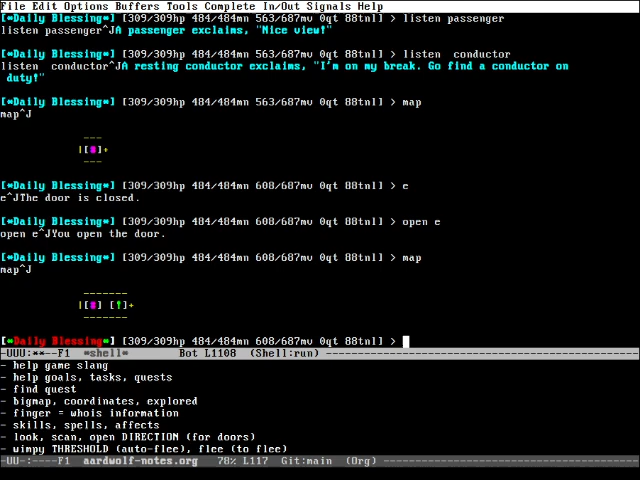 File Edit Options Buffers Tools Complete In/Out Signals Help
[*Daily Blessing] [309/309hp 484/484mn 563/687mv 0qt 88tnl] > listen passenger
listen passenger^JA passenger exclaims, "Nice view!"
[*Daily Blessing] [309/309hp 484/484mn 563/687mv 0qt 88tnl] > listen  conductor
listen  conductor^JA resting conductor exclaims, "I'm on my break. Go find a conductor on
 duty!"
[*Daily Blessing] [309/309hp 484/484mn 563/687mv 0qt 88tnl] > map
map^J
---
|[*]+
---
[*Daily Blessing] [309/309hp 484/484mn 608/687mv 0qt 88tnl] > e
e^JThe door is closed.
[*Daily Blessing] [309/309hp 484/484mn 608/687mv 0qt 88tnl] > open e
open e^JYou open the door.
[*Daily Blessing] [309/309hp 484/484mn 608/687mv 0qt 88tnl] > map
map^J
-------
|[*] [!]+
-------
[*Daily Blessing] [309/309hp 484/484mn 608/687mv 0qt 88tnl] >
-UUU:**--F1  *shell*        Bot L1108  (Shell:run) ----------------------------------------
- help game slang
- help goals, tasks, quests
- find quest
- bigmap, coordinates, explored
- finger = whois information
- skills, spells, affects
- look, scan, open DIRECTION (for doors)
- wimpy THRESHOLD (auto-flee), flee (to flee)
-UU-:----F1  aardwolf-notes.org   78% L117  Git:main  (Org) -------------------------------